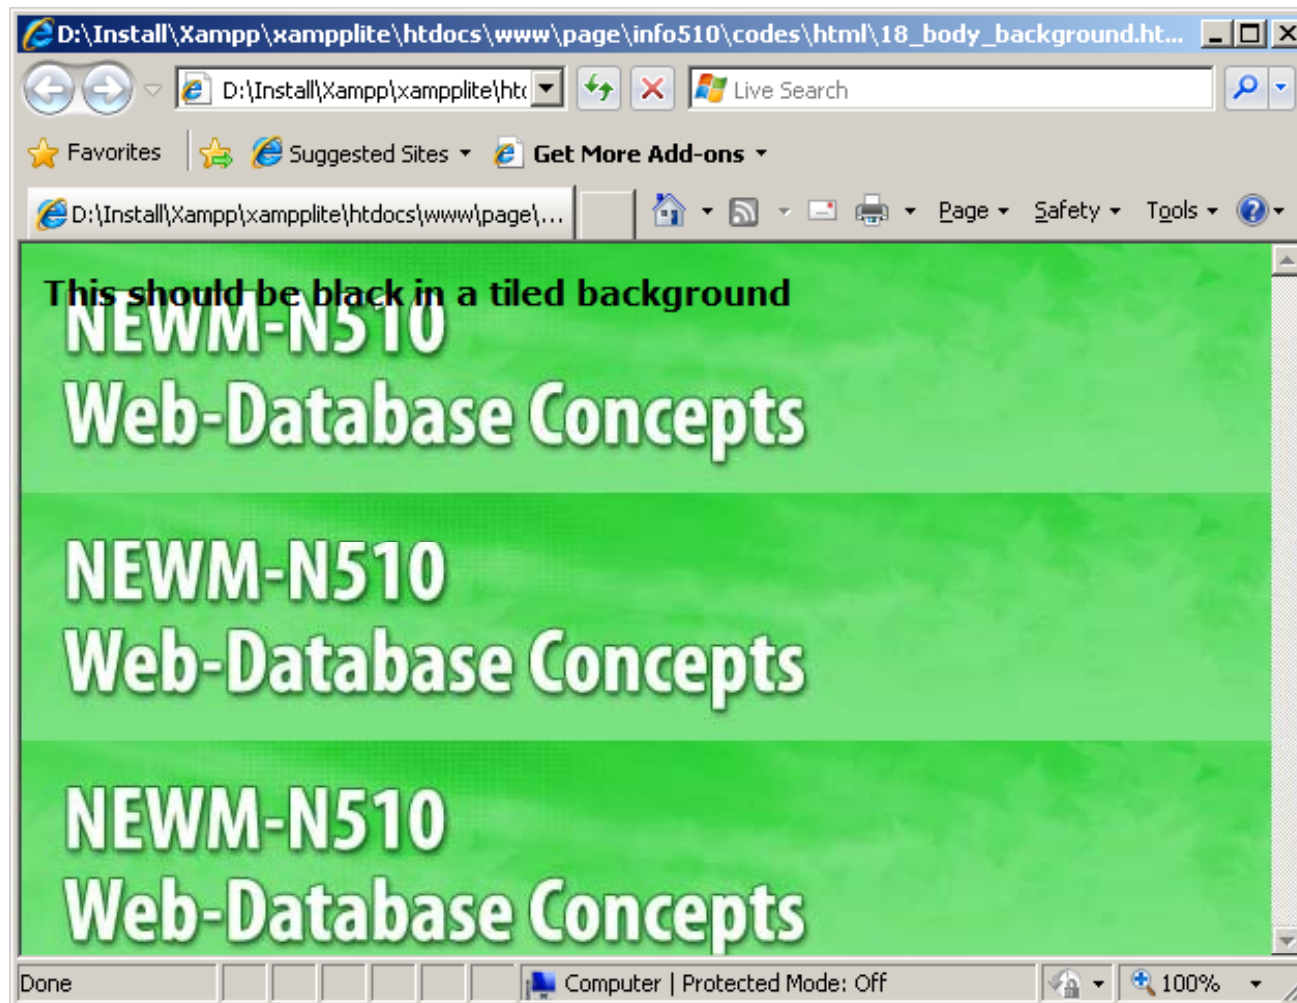 D:\Install\Xampp\xampplite\htdocs\www\page\info510\codes\html\18_body_background.ht...
D:\Install\Xampp\xampplite\htc
Live Search
Favorites Suggested Sites Get More Add-ons
D:\Install\Xampp\xampplite\htdocs\www\page\... Page Safety Tools
This should be black in a tiled background
NEWM-N510
Web-Database Concepts
NEWM-N510
Web-Database Concepts
NEWM-N510
Web-Database Concepts
Done Computer | Protected Mode: Off 100%